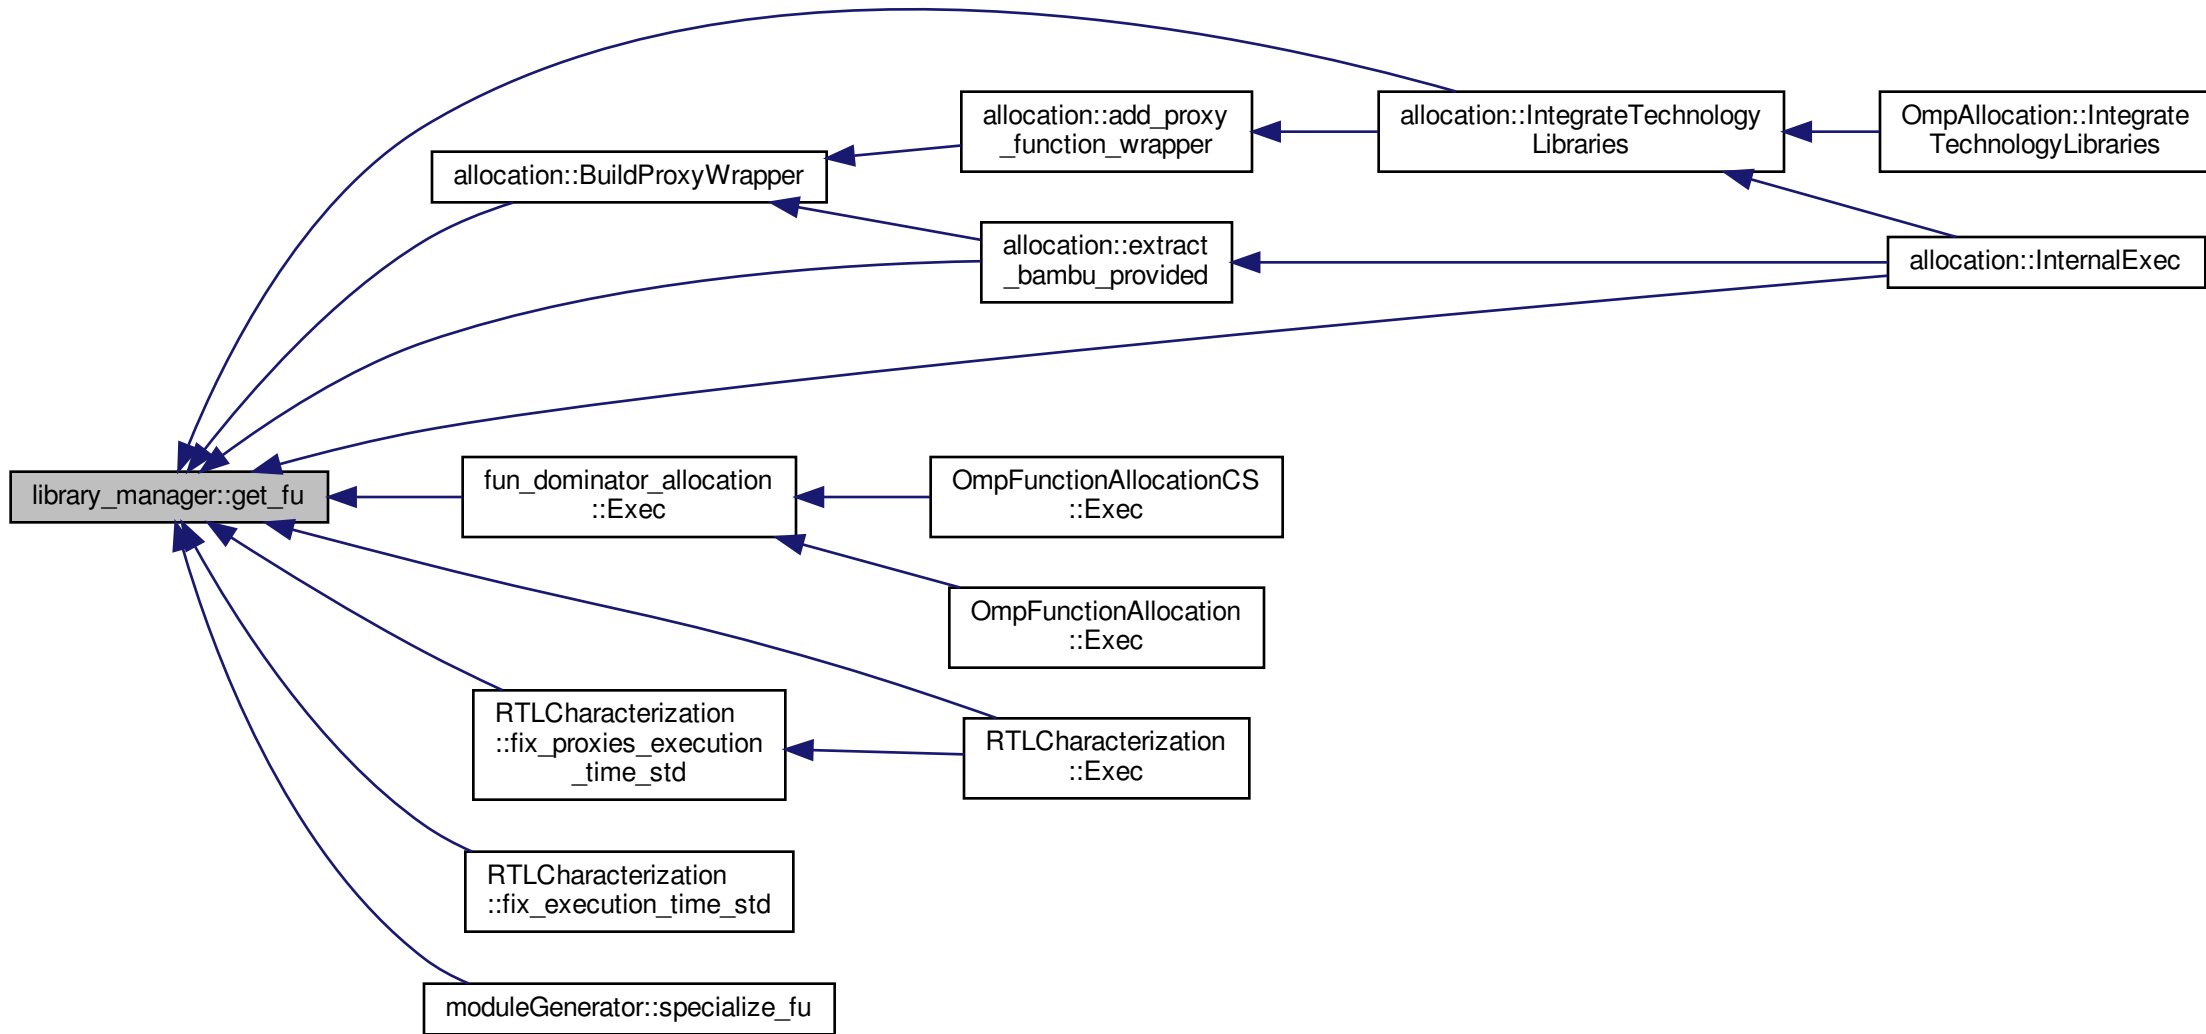 allocation::add_proxy
_function_wrapper
allocation::IntegrateTechnology
Libraries
OmpAllocation::Integrate
TechnologyLibraries
allocation::BuildProxyWrapper
allocation::extract
_bambu_provided
allocation::InternalExec
library_manager::get_fu
fun_dominator_allocation
::Exec
OmpFunctionAllocationCS
::Exec
OmpFunctionAllocation
::Exec
RTLCharacterization
::fix_proxies_execution
_time_std
RTLCharacterization
::Exec
RTLCharacterization
::fix_execution_time_std
moduleGenerator::specialize_fu